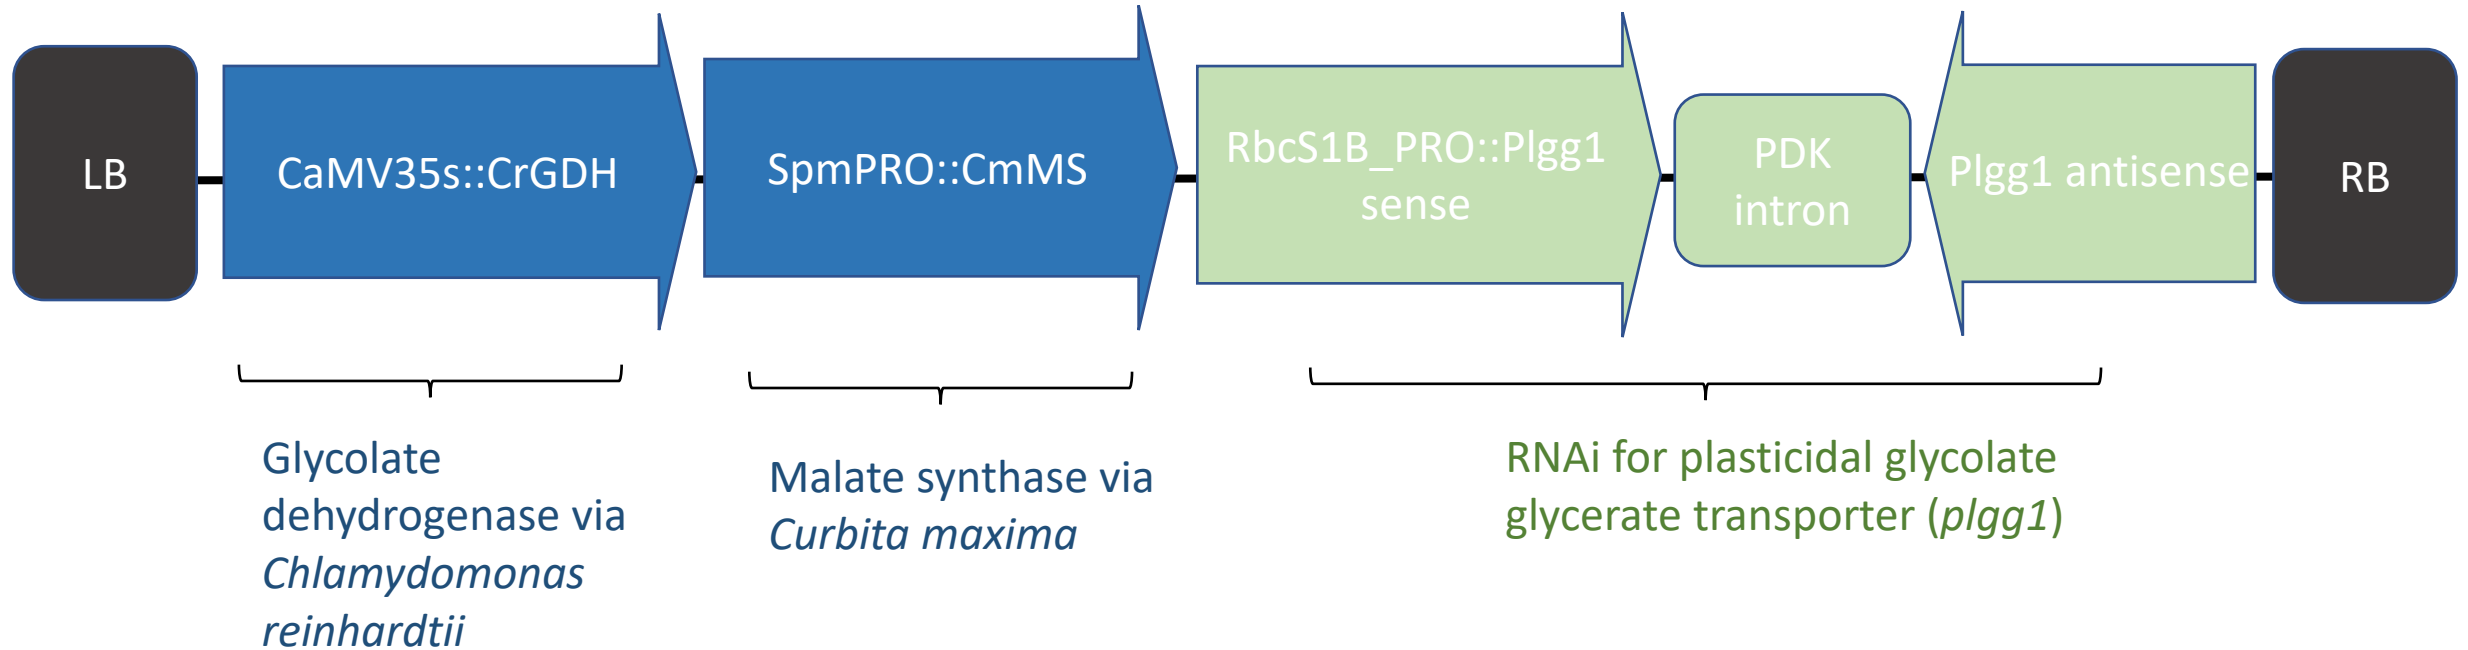 LB
CaMV35s::CrGDH
SpmPRO::CmMS
RbcS1B_PRO::Plgg1
sense
PDK
intron
Plgg1 antisense
RB
Glycolate
dehydrogenase via
Chlamydomonas
reinhardtii
Malate synthase via
Curbita maxima
RNAi for plasticidal glycolate
glycerate transporter (plgg1)